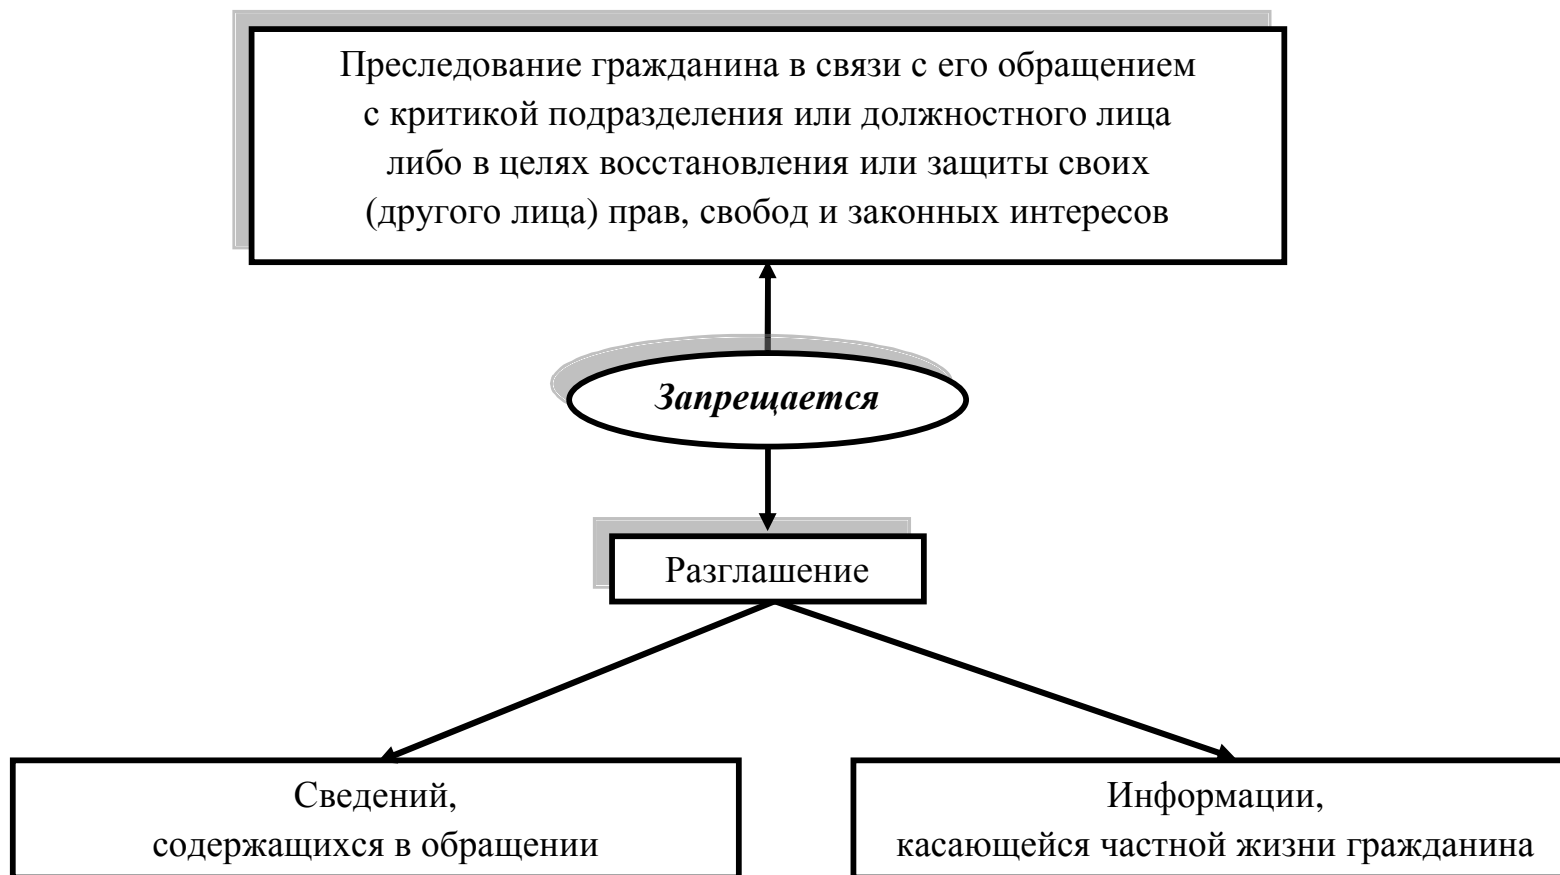 Преследование гражданина в связи с его обращением
с критикой подразделения или должностного лица
либо в целях восстановления или защиты своих
(другого лица) прав, свобод и законных интересов
Запрещается
Разглашение
Сведений,
содержащихся в обращении
Информации,
касающейся частной жизни гражданина